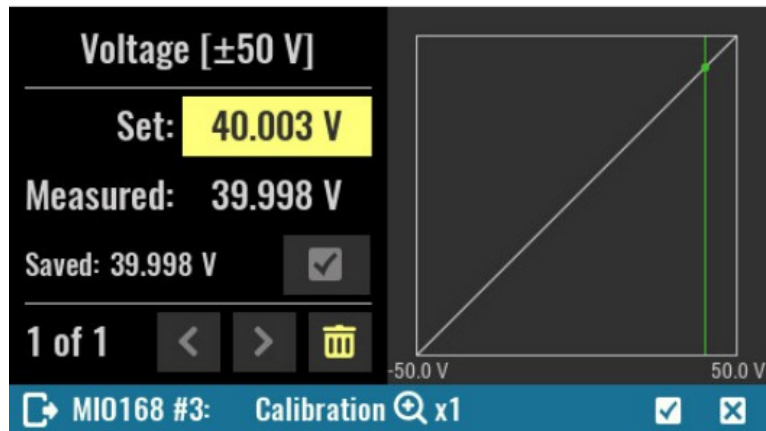 Voltage [±50 V]
Set: 40.003 V
Measured: 39.998 V
Saved: 39.998 V
1 of 1
-50.0 V 50.0 V
MIO168 #3: Calibration x1